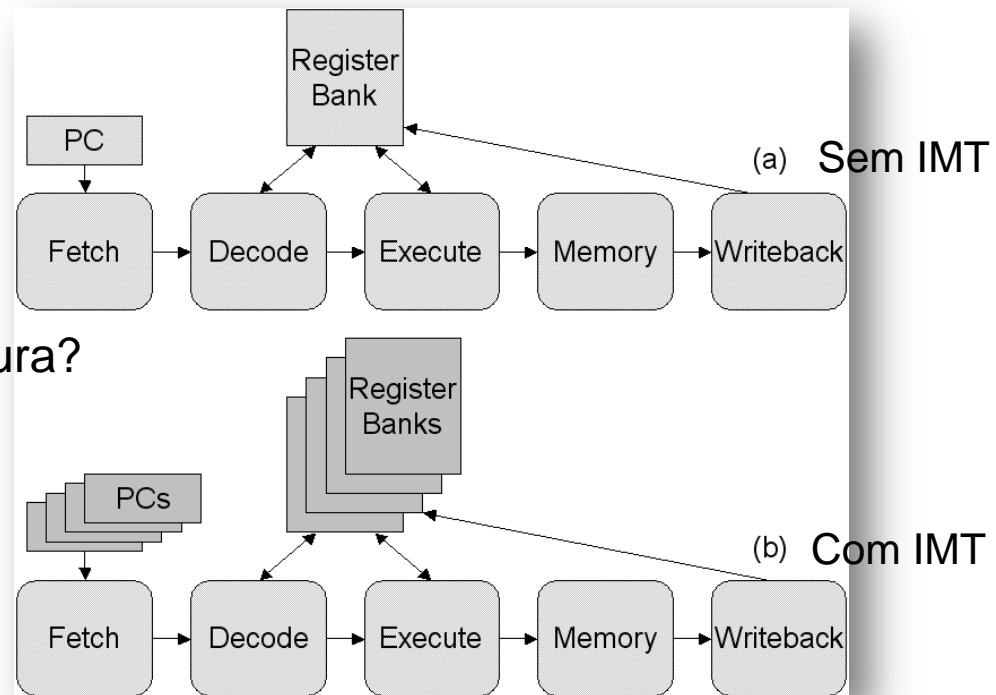 Register
Bank
PC
(a) Sem IMT
Fetch Decode Execute Memory Writeback
ura?
Register
Banks
PCs
(b) Com IMT
Fetch Decode Execute Memory Writeback